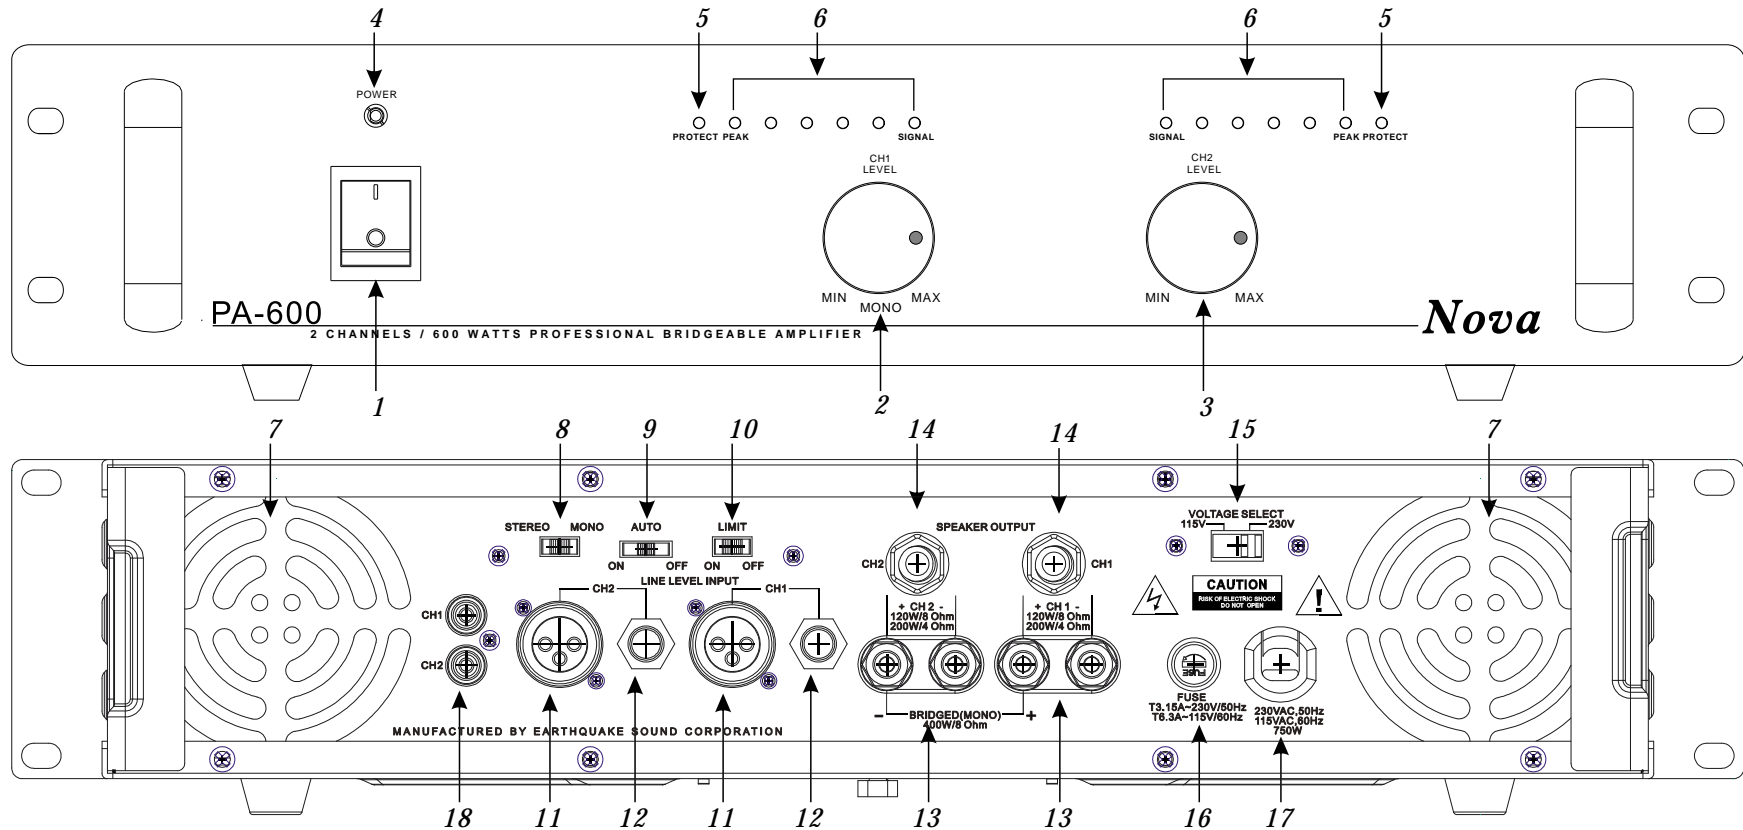 4 5 6 6 5
POWER
PROTECT PEAK SIGNAL
SIGNAL PEAK PROTECT
CH1
LEVEL
CH2
LEVEL
MIN MAX
MONO
MIN MAX
PA-600
2 CHANNELS / 600 WATTS PROFESSIONAL BRIDGEABLE AMPLIFIER
Nova
1 2 3
7 8 9 10 14 14 15 7
STEREO MONO
AUTO
LIMIT
ON OFF
ON OFF
LINE LEVEL INPUT
CH2
CH1
CH1
CH2
SPEAKER OUTPUT
CH2
CH1
+ CH 2 -
120W/8 Ohm
200W/4 Ohm
+ CH 1 -
120W/8 Ohm
200W/4 Ohm
- BRIDGED(MONO) +
400W/8 Ohm
VOLTAGE SELECT
115V 230V
CAUTION
RISK OF ELECTRIC SHOCK
DO NOT OPEN
!
FUSE
FUSE
T3.15A~230V/50Hz
T6.3A~115V/60Hz
230VAC,50Hz
115VAC,60Hz
750W
MANUFACTURED BY EARTHQUAKE SOUND CORPORATION
18 11 12 11 12 13 13 16 17